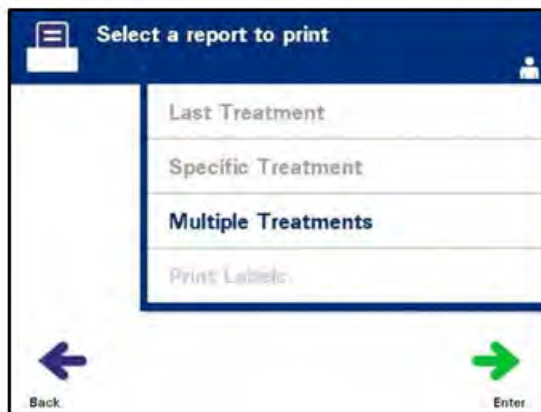 Select a report to print
Last Treatment
Specific Treatment
Multiple Treatments
Print Labels
Back
Enter